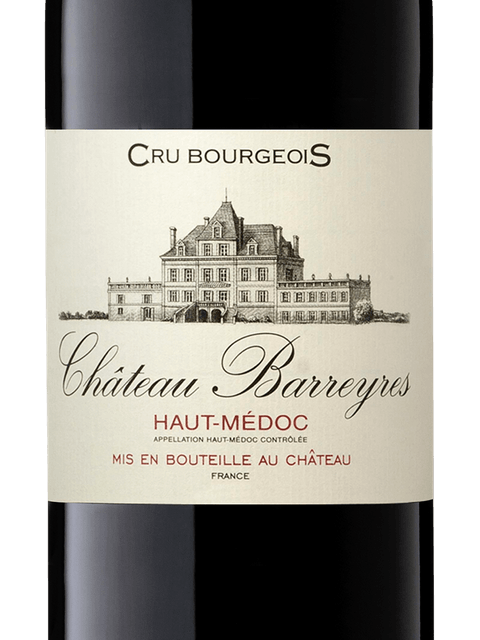 CRU BOURGEOIS
Château Barreyres
HAUT-MÉDOC
APPELLATION HAUT-MÉDOC CONTRÔLÉE
MIS EN BOUTEILLE AU CHÂTEAU
FRANCE